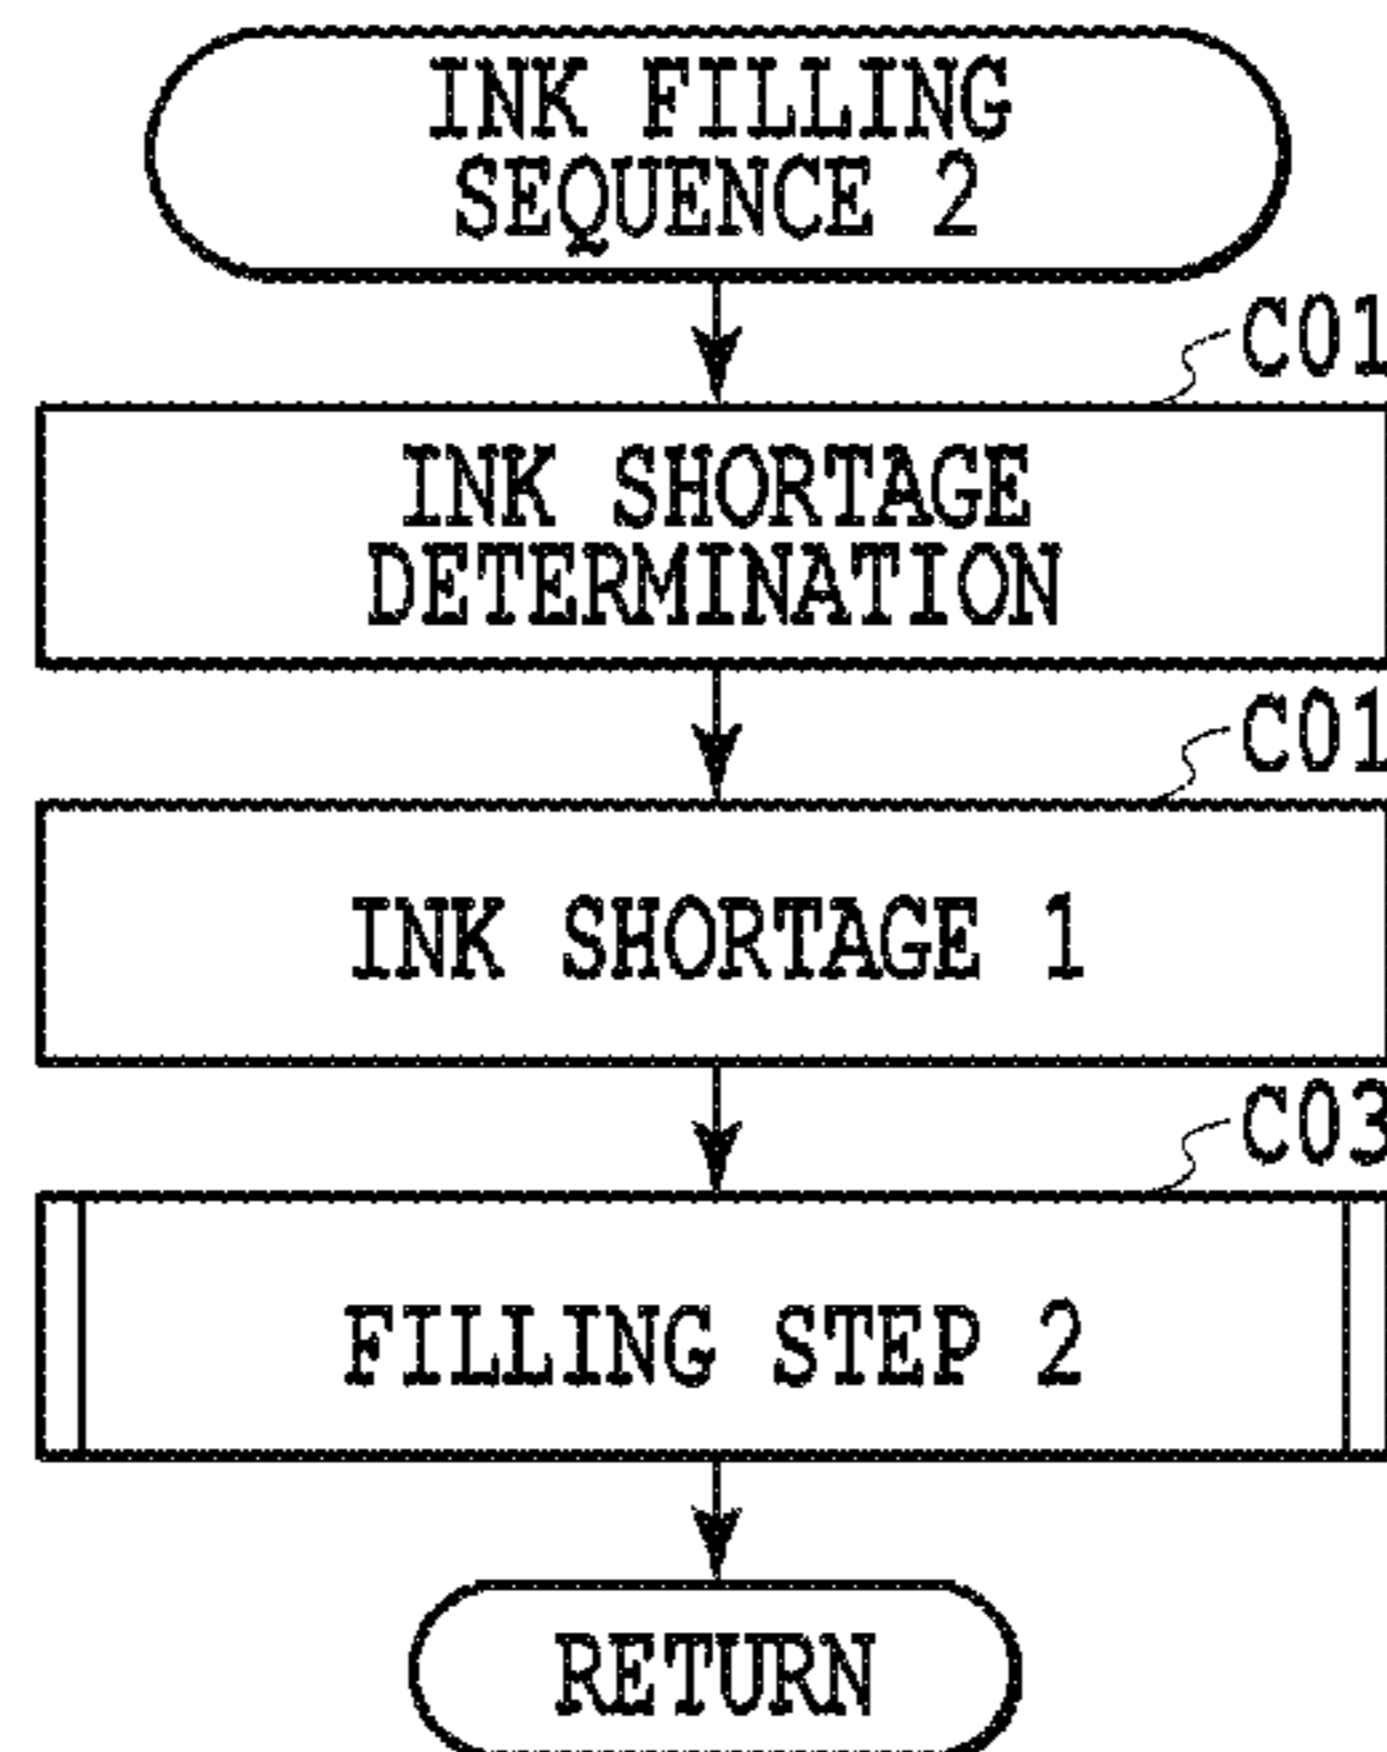 INK FILLING
SEQUENCE 2
C01
INK SHORTAGE
DETERMINATION
C01
INK SHORTAGE 1
C03
FILLING STEP 2
RETURN